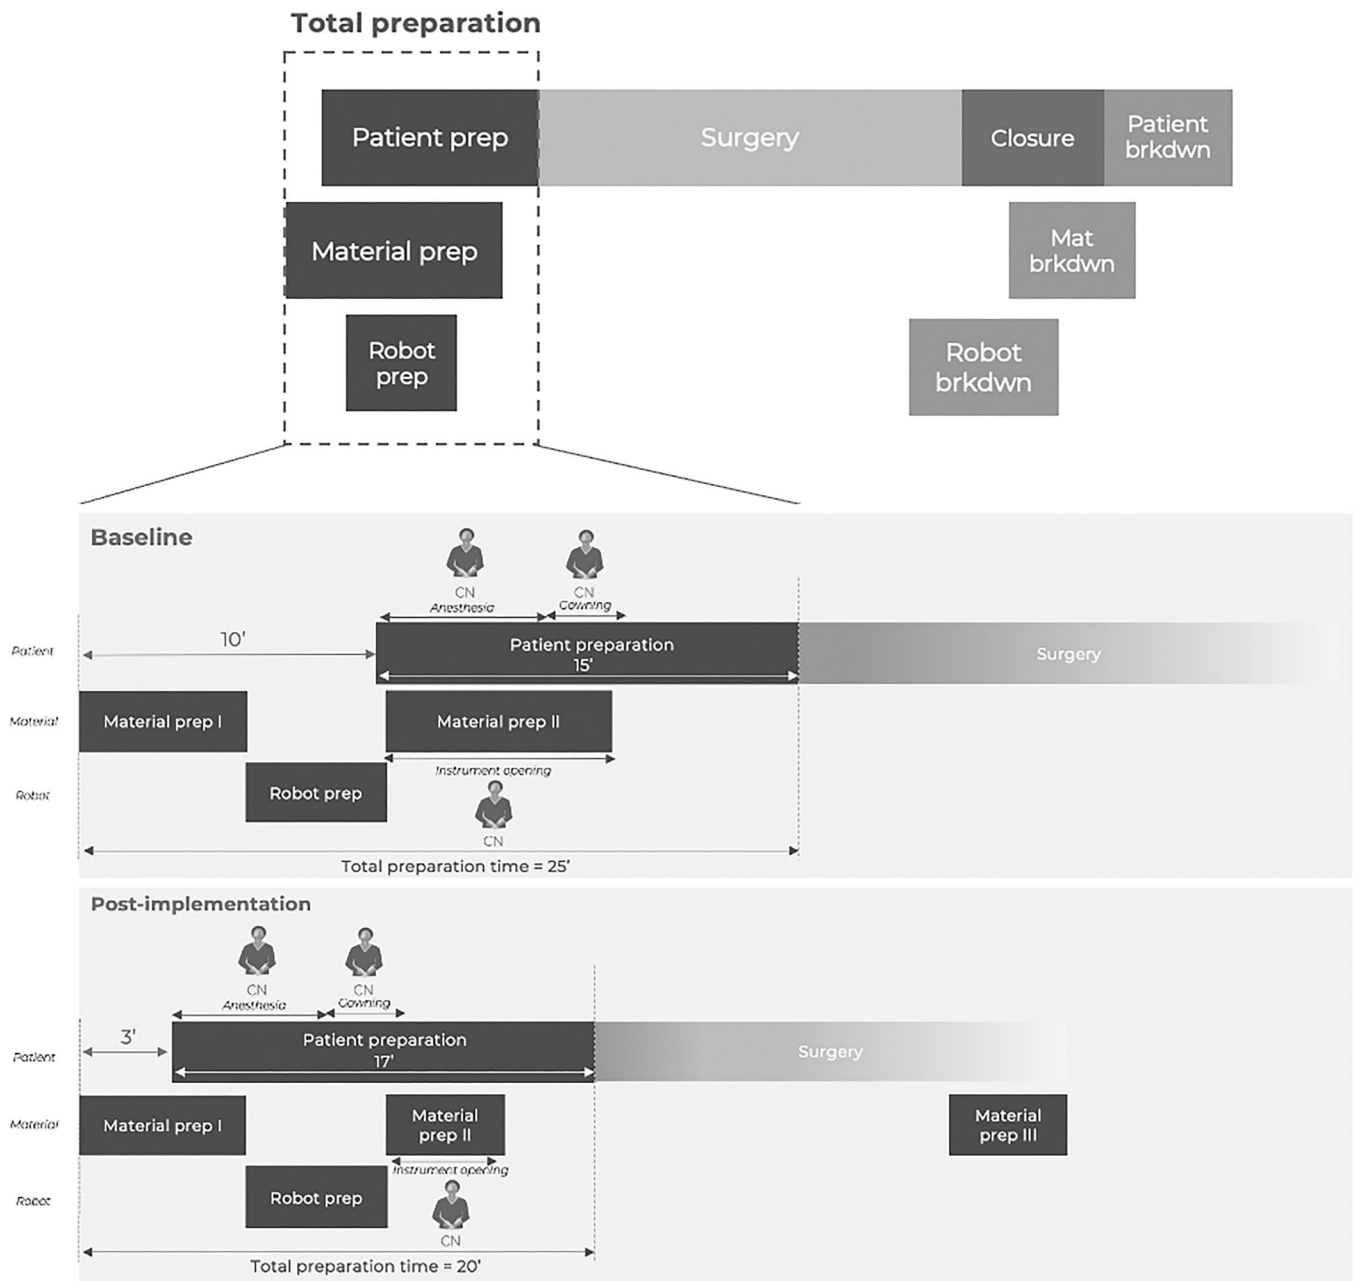 Total preparation
Patient prep
Surgery
Closure
Patient
brkdwn
Material prep
Mat
brkdwn
Robot
prep
Robot
brkdwn
Baseline
CN
CN
Anesthesia
Gowning
10'
Patient preparation
15'
Patient
Surgery
Material
Material prep I
Material prep II
Instrument opening
Robot
Robot prep
CN
Total preparation time = 25'
Post-implementation
CN
CN
Anesthesia
Gowning
3'
Patient preparation
17'
Patient
Surgery
Material
Material prep I
Material
prep II
Material
prep III
Instrument opening
Robot
Robot prep
CN
Total preparation time = 20'